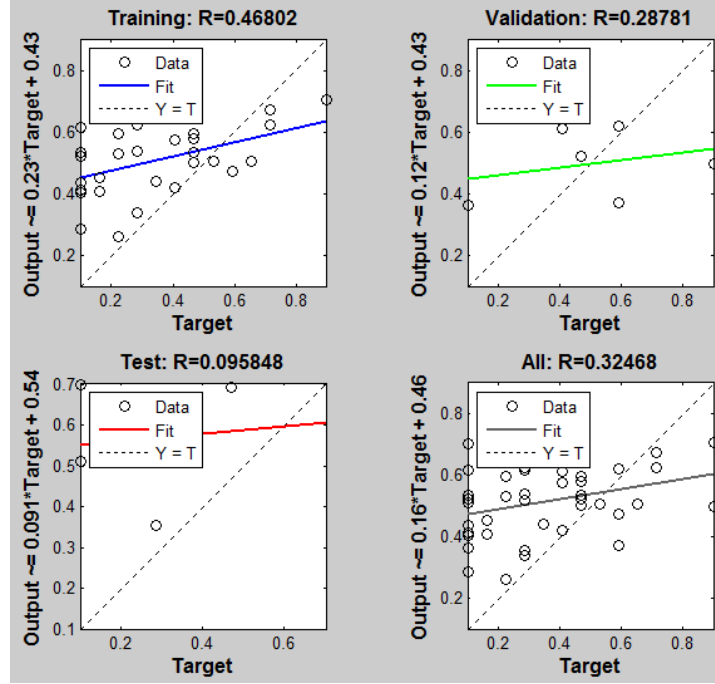 Training: R=0.46802
Output ~= 0.23*Target + 0.43
0.8
0.6
0.4
0.2
Data
Fit
Y = T
0.2 0.4 0.6 0.8
Target
Validation: R=0.28781
Output ~= 0.12*Target + 0.43
0.8
0.6
0.4
0.2
Data
Fit
Y = T
0.2 0.4 0.6 0.8
Target
Test: R=0.095848
Output ~= 0.091*Target + 0.54
0.7
0.6
0.5
0.4
0.3
0.2
0.1
Data
Fit
Y = T
0.2 0.4 0.6
Target
All: R=0.32468
Output ~= 0.16*Target + 0.46
0.8
0.6
0.4
0.2
Data
Fit
Y = T
0.2 0.4 0.6 0.8
Target